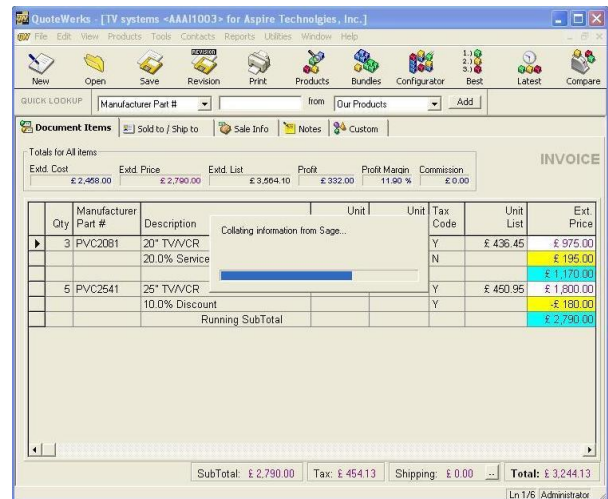 QuoteWerks - [TV systems <AAAI1003> for Aspire Technolgies, Inc.]
File Edit View Products Tools Contacts Reports Utilities Window Help
REVISION
1.)
2.)
3.)
New Open Save Revision Print Products Bundles Configurator Best Latest Compare
QUICK LOOKUP Manufacturer Part # from Our Products Add
Document Items Sold to / Ship to Sale Info Notes Custom
Totals for All items
INVOICE
Extd. Cost Extd. Price Extd. List Profit Profit Margin Commission
£ 2,458.00 £ 2,790.00 £ 3,564.10 £ 332.00 11.90 % £ 0.00
Manufacturer Unit Unit Tax Unit Ext.
Qty Part # Description Code List Price
3 PVC2081 20" TV/VCR Y £ 436.45 £ 975.00
20.0% Service N £ 195.00
£ 1,170.00
5 PVC2541 25" TV/VCR Y £ 450.95 £ 1,800.00
10.0% Discount Y -£ 180.00
Running SubTotal £ 2,790.00
Collating information from Sage...
SubTotal: £ 2,790.00 Tax: £ 454.13 Shipping: £ 0.00 ... Total: £ 3,244.13
Ln 1/6 Administrator